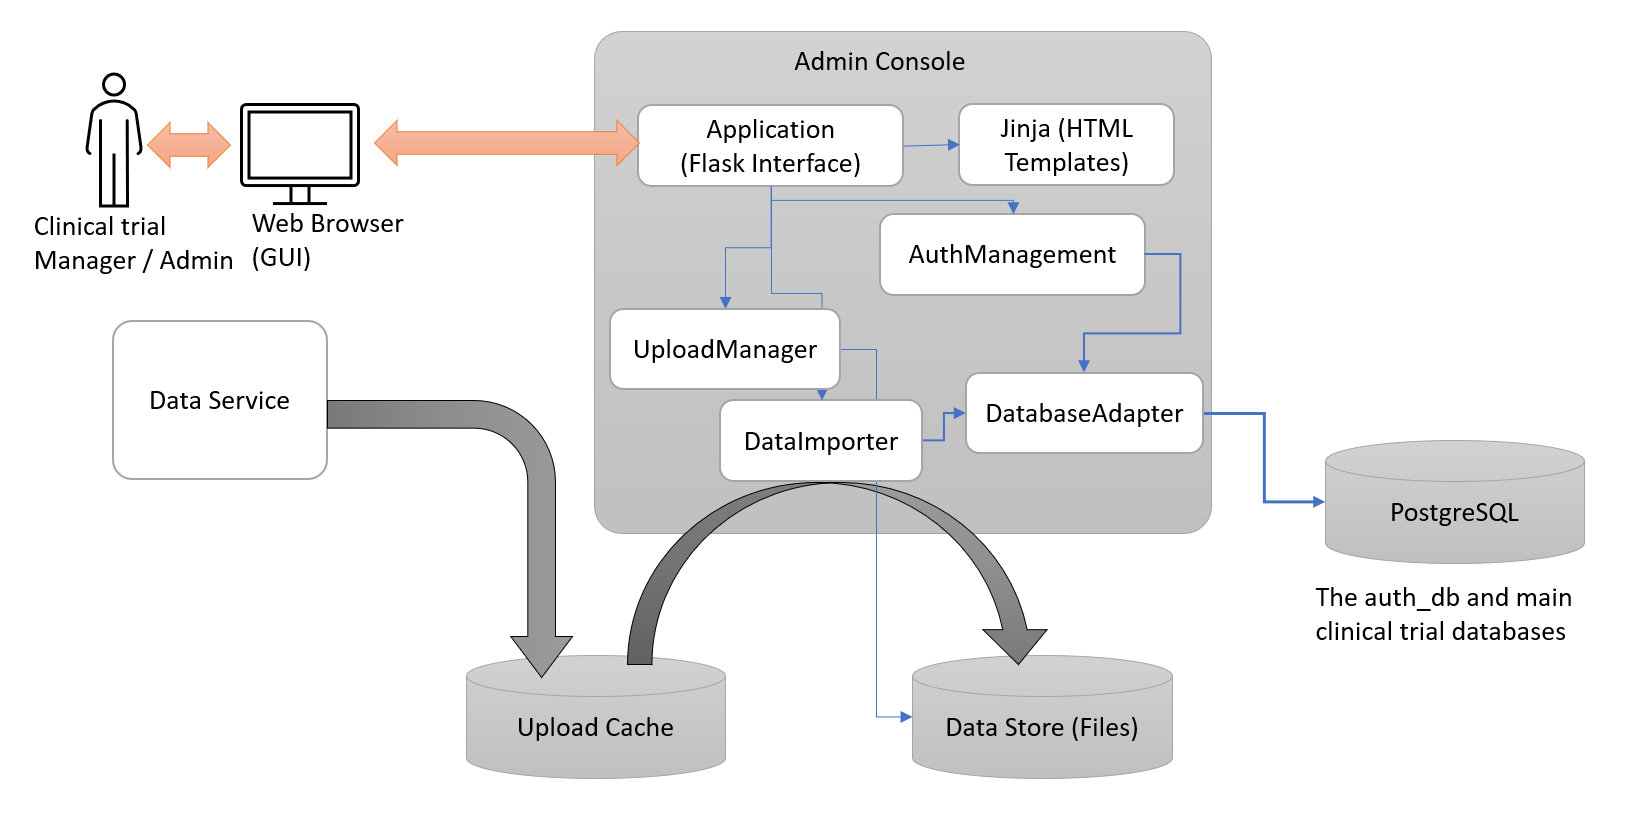 Admin Console
Application
(Flask Interface)
Jinja (HTML
Templates)
Clinical trial
Manager / Admin
Web Browser
(GUI)
AuthManagement
UploadManager
Data Service
DataImporter
DatabaseAdapter
PostgreSQL
The auth_db and main
clinical trial databases
Upload Cache
Data Store (Files)